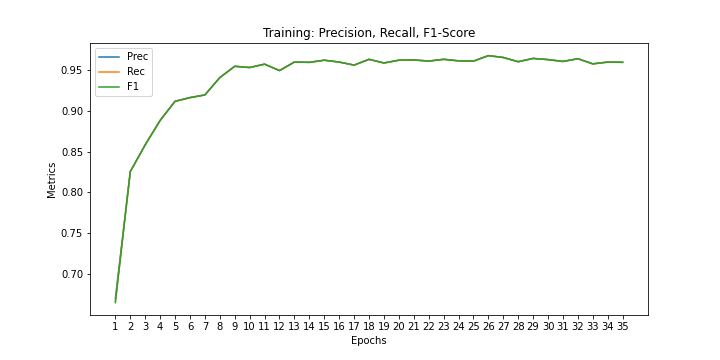 Training: Precision, Recall, F1-Score
Prec
Rec
F1
Metrics
0.95
0.90
0.85
0.80
0.75
0.70
1 2 3 4 5 6 7 8 9 10 11 12 13 14 15 16 17 18 19 20 21 22 23 24 25 26 27 28 29 30 31 32 33 34 35
Epochs